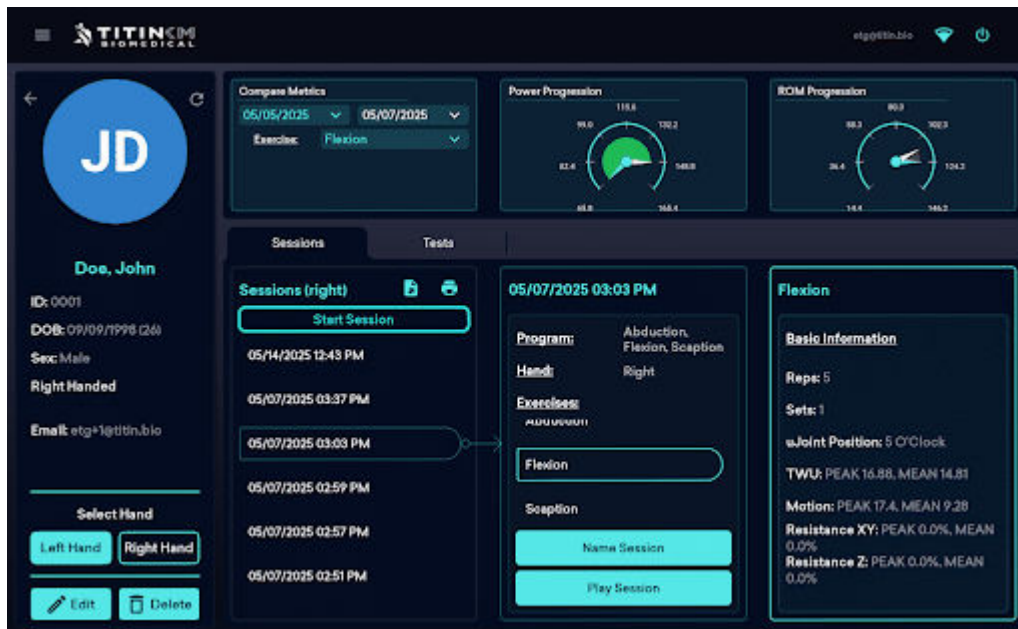 TITIN KM
BIOMEDICAL
etg@titin.bio
JD
Doe, John
ID: 0001
DOB: 09/09/1998 (26)
Sex: Male
Right Handed
Email: etg+1@titin.bio
Select Hand
Left Hand
Right Hand
Edit
Delete
Compare Metrics
05/05/2025
05/07/2025
Exercise:
Flexion
Power Progression
115.6
99.0
132.2
82.4
148.8
165.4
ROM Progression
80.3
102.3
36.4
124.3
14.4
146.2
Sessions
Tests
Sessions (right)
Start Session
05/14/2025 12:43 PM
05/07/2025 03:37 PM
05/07/2025 03:03 PM
05/07/2025 02:59 PM
05/07/2025 02:57 PM
05/07/2025 02:51 PM
05/07/2025 03:03 PM
Program:
Abduction,
Flexion, Scaption
Hand:
Right
Exercises:
Abduction
Flexion
Scaption
Name Session
Play Session
Flexion
Basic Information
Reps: 5
Sets: 1
uJoint Position: 5 O'Clock
TWU: PEAK 16.88, MEAN 14.81
Motion: PEAK 17.4, MEAN 9.28
Resistance XY: PEAK 0.0%, MEAN
0.0%
Resistance Z: PEAK 0.0%, MEAN
0.0%